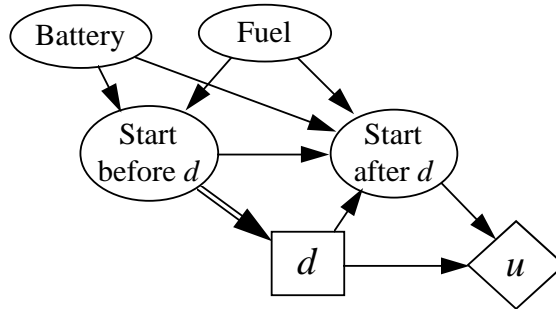 Battery
Fuel
Start
before d
Start
after d
d
u